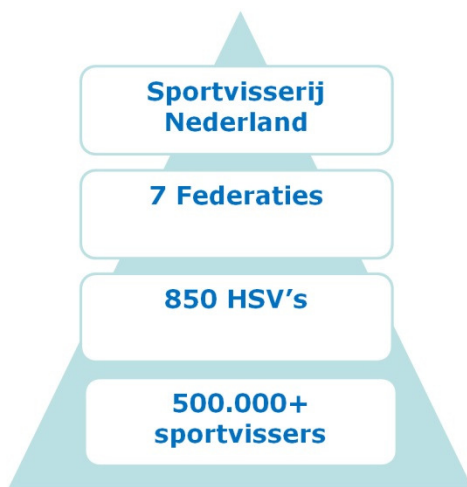 Sportvisserij
Nederland
7 Federaties
850 HSV’s
500.000+
sportvissers